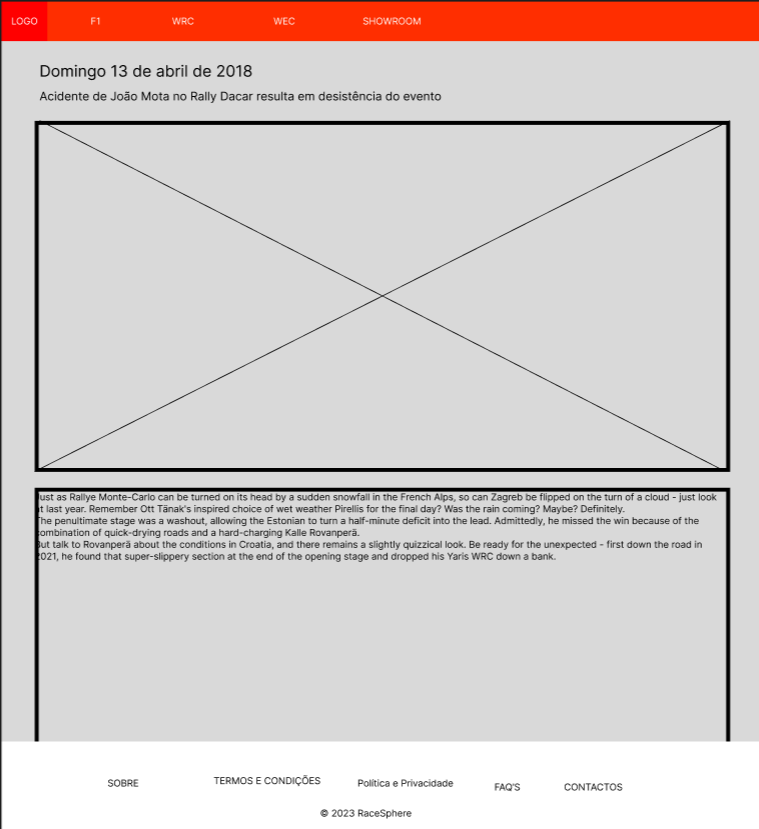 LOGO F1 WRC WEC SHOWROOM
Domingo 13 de abril de 2018
Acidente de João Mota no Rally Dacar resulta em desistência do evento
Just as Rallye Monte-Carlo can be turned on its head by a sudden snowfall in the French Alps, so can Zagreb be flipped on the turn of a cloud - just look
at last year. Remember Ott Tänak's inspired choice of wet weather Pirellis for the final day? Was the rain coming? Maybe? Definitely.
The penultimate stage was a washout, allowing the Estonian to turn a half-minute deficit into the lead. Admittedly, he missed the win because of the
combination of quick-drying roads and a hard-charging Kalle Rovanperä.
But talk to Rovanperä about the conditions in Croatia, and there remains a slightly quizzical look. Be ready for the unexpected - first down the road in
2021, he found that super-slippery section at the end of the opening stage and dropped his Yaris WRC down a bank.
SOBRE TERMOS E CONDIÇÕES Política e Privacidade FAQ'S CONTACTOS
© 2023 RaceSphere